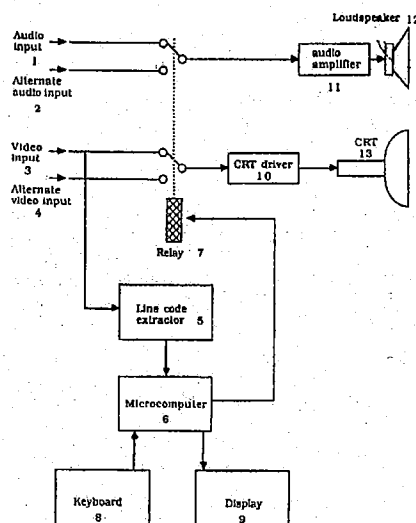 Loudspeaker 12
Audio
input
1
audio
amplifier
11
Alternate
audio input
2
Video
input
3
CRT
13
CRT driver
10
Alternate
video input
4
Relay 7
Line code
extractor 5
Microcomputer
6
Keyboard
8
Display
9